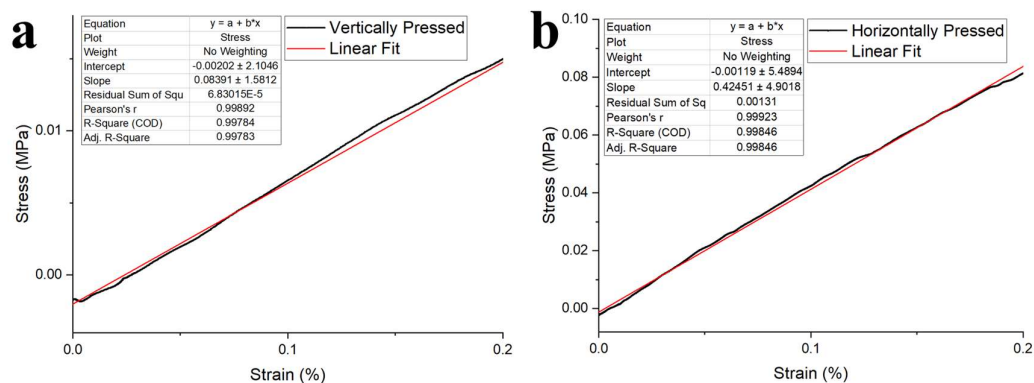 a
Equation y = a + b*x
Plot Stress
Weight No Weighting
Intercept -0.00202 ± 2.1046
Slope 0.08391 ± 1.5812
Residual Sum of Squ 6.83015E-5
Pearson's r 0.99892
R-Square (COD) 0.99784
Adj. R-Square 0.99783
Vertically Pressed
Linear Fit
0.01
0.00
Stress (MPa)
0.0 0.1 0.2
Strain (%)
b
Equation y = a + b*x
Plot Stress
Weight No Weighting
Intercept -0.00119 ± 5.4894
Slope 0.42451 ± 4.9018
Residual Sum of Sq 0.00131
Pearson's r 0.99923
R-Square (COD) 0.99846
Adj. R-Square 0.99846
Horizontally Pressed
Linear Fit
0.10
0.08
0.06
0.04
0.02
0.00
Stress (MPa)
0.0 0.1 0.2
Strain (%)